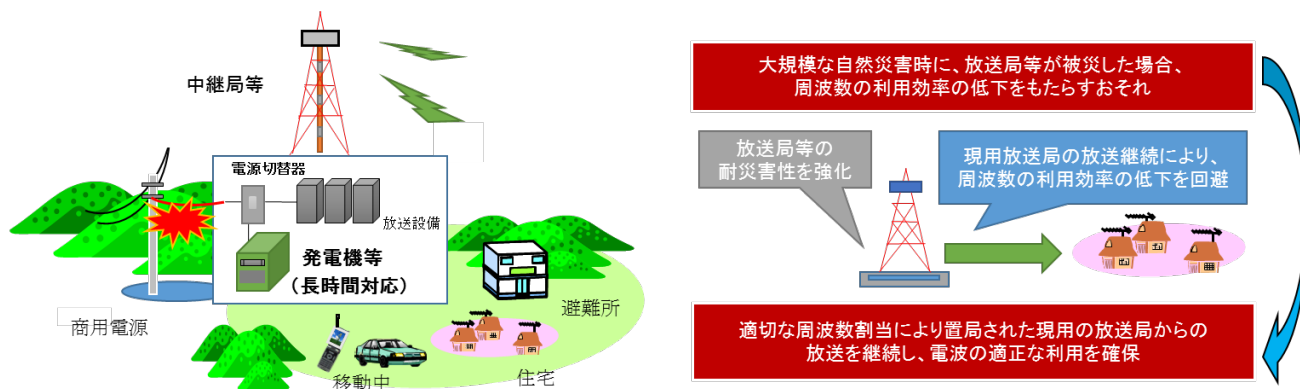 中継局等
電源切替器
放送設備
発電機等
（長時間対応）
商用電源
避難所
移動中
住宅
大規模な自然災害時に、放送局等が被災した場合、
周波数の利用効率の低下をもたらすおそれ
放送局等の
耐災害性を強化
現用放送局の放送継続により、
周波数の利用効率の低下を回避
適切な周波数割当により置局された現用の放送局からの
放送を継続し、電波の適正な利用を確保